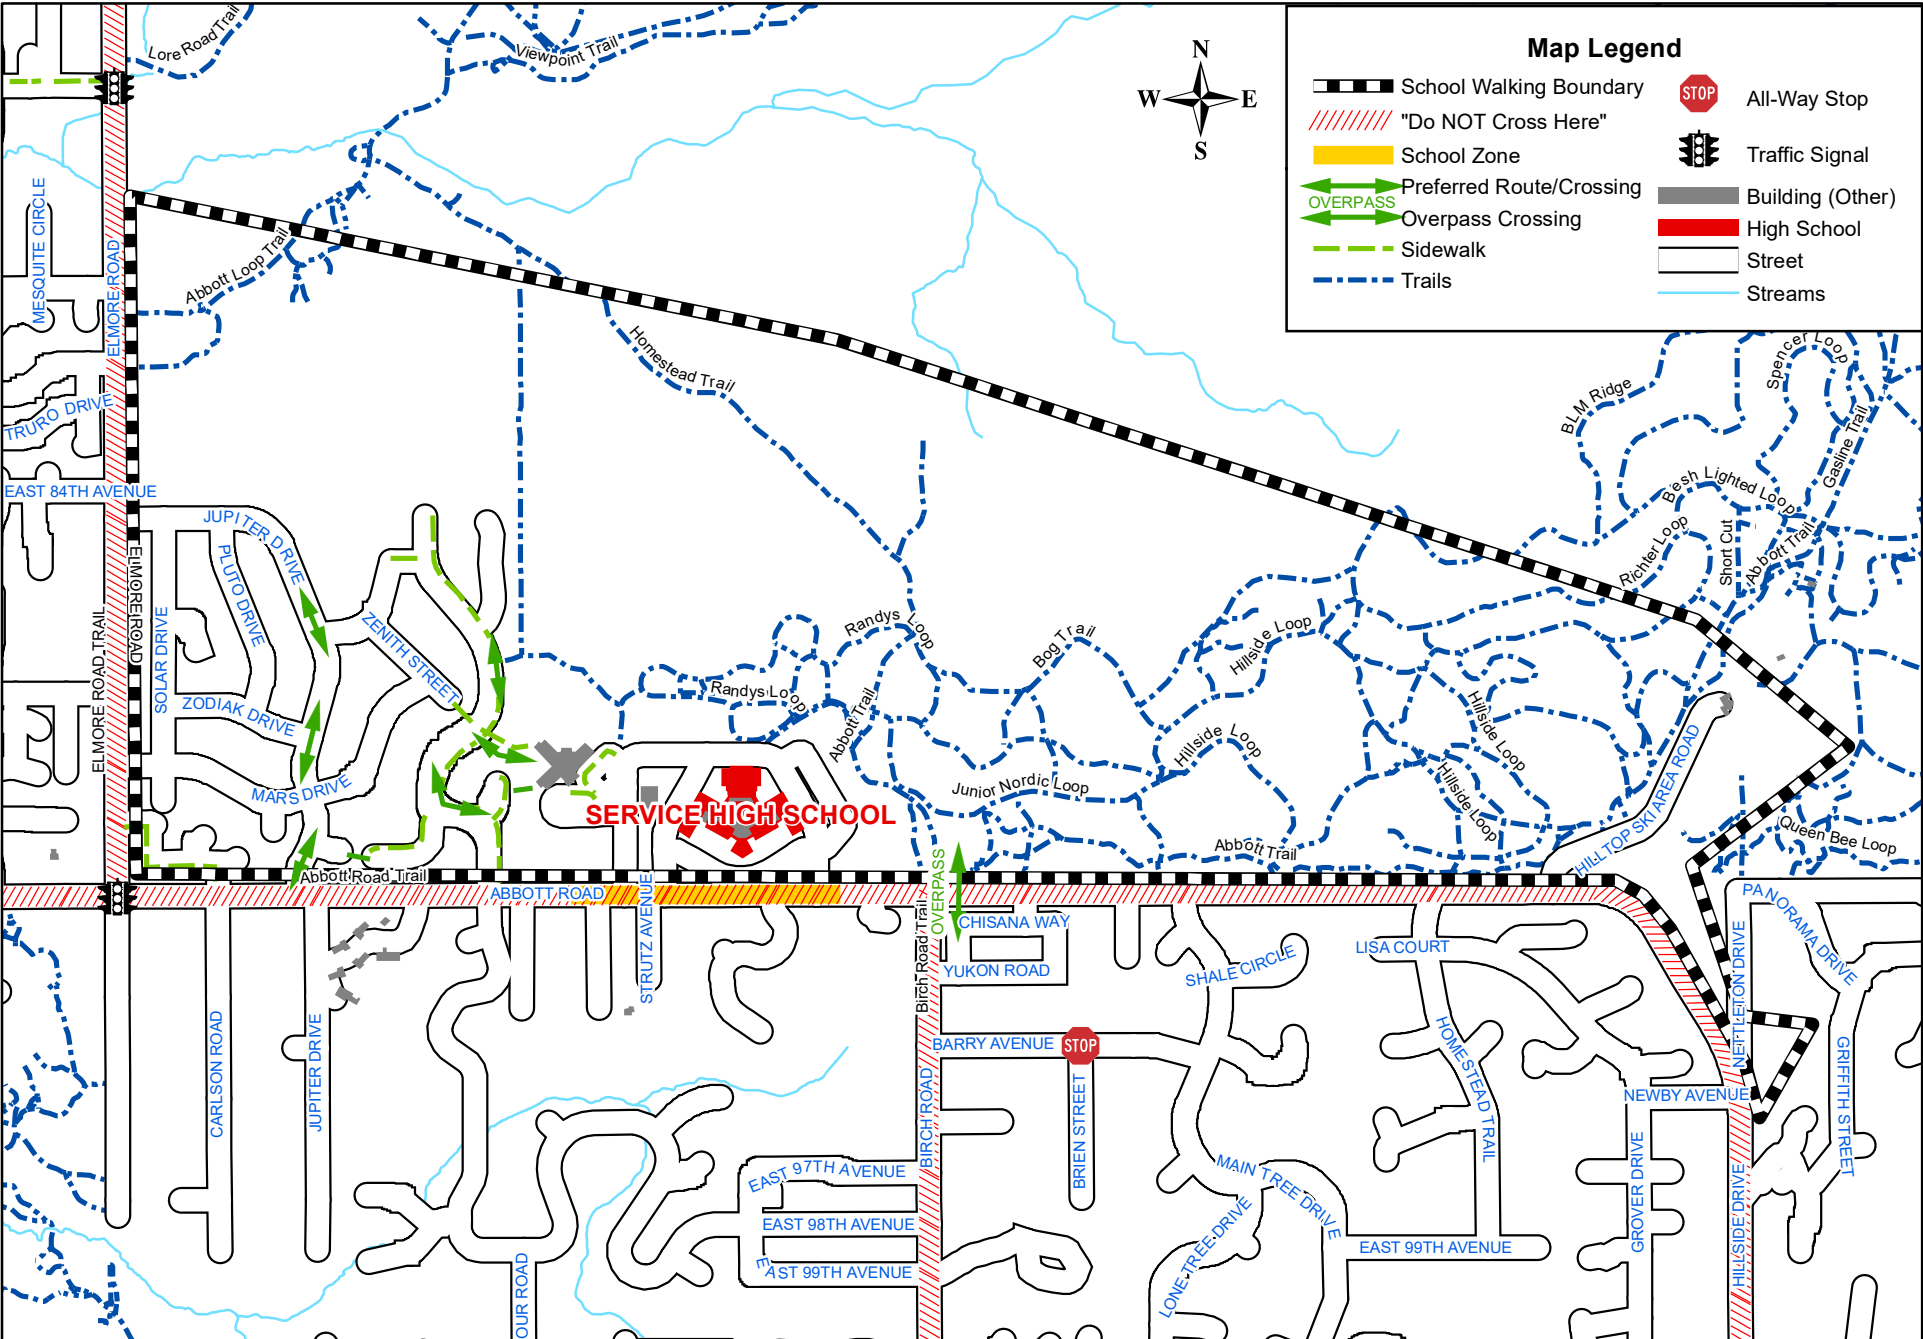 Map Legend
School Walking Boundary
"Do NOT Cross Here"
School Zone
Preferred Route/Crossing
OVERPASS
Overpass Crossing
Sidewalk
Trails
STOP
All-Way Stop
Traffic Signal
Building (Other)
High School
Street
Streams
N
W E
S
Lore Road Trail
Viewpoint Trail
MESQUITE CIRCLE
ELMORE ROAD
Abbott Loop Trail
Homestead Trail
TRURO DRIVE
EAST 84TH AVENUE
BLM Ridge
Spencer Loop
Gasline Trail
Besh Lighted Loop
Richter Loop
Short Cut
Abbott Trail
JUPITER DRIVE
PLUTO DRIVE
ELMORE ROAD
ELMORE ROAD TRAIL
SOLAR DRIVE
ZENITH STREET
ZODIAK DRIVE
MARS DRIVE
Randys Loop
Randys Loop
Abbott Trail
Bog Trail
Hillside Loop
Hillside Loop
Hillside Loop
Hillside Loop
Junior Nordic Loop
Abbott Trail
HILLTOP SKI AREA ROAD
Queen Bee Loop
SERVICE HIGH SCHOOL
Abbott Road Trail
ABBOTT ROAD
STRUTZ AVENUE
OVERPASS
Birch Road Trail
CHISANA WAY
YUKON ROAD
SHALE CIRCLE
LISA COURT
PANORAMA DRIVE
NETTLETON DRIVE
GRIFFITH STREET
CARLSON ROAD
JUPITER DRIVE
BARRY AVENUE
STOP
BRIEN STREET
BIRCH ROAD
HOMESTEAD TRAIL
NEWBY AVENUE
GROVER DRIVE
HILLSIDE DRIVE
MAIN TREE DRIVE
LONE TREE DRIVE
EAST 97TH AVENUE
EAST 98TH AVENUE
EAST 99TH AVENUE
EAST 99TH AVENUE
OUR ROAD